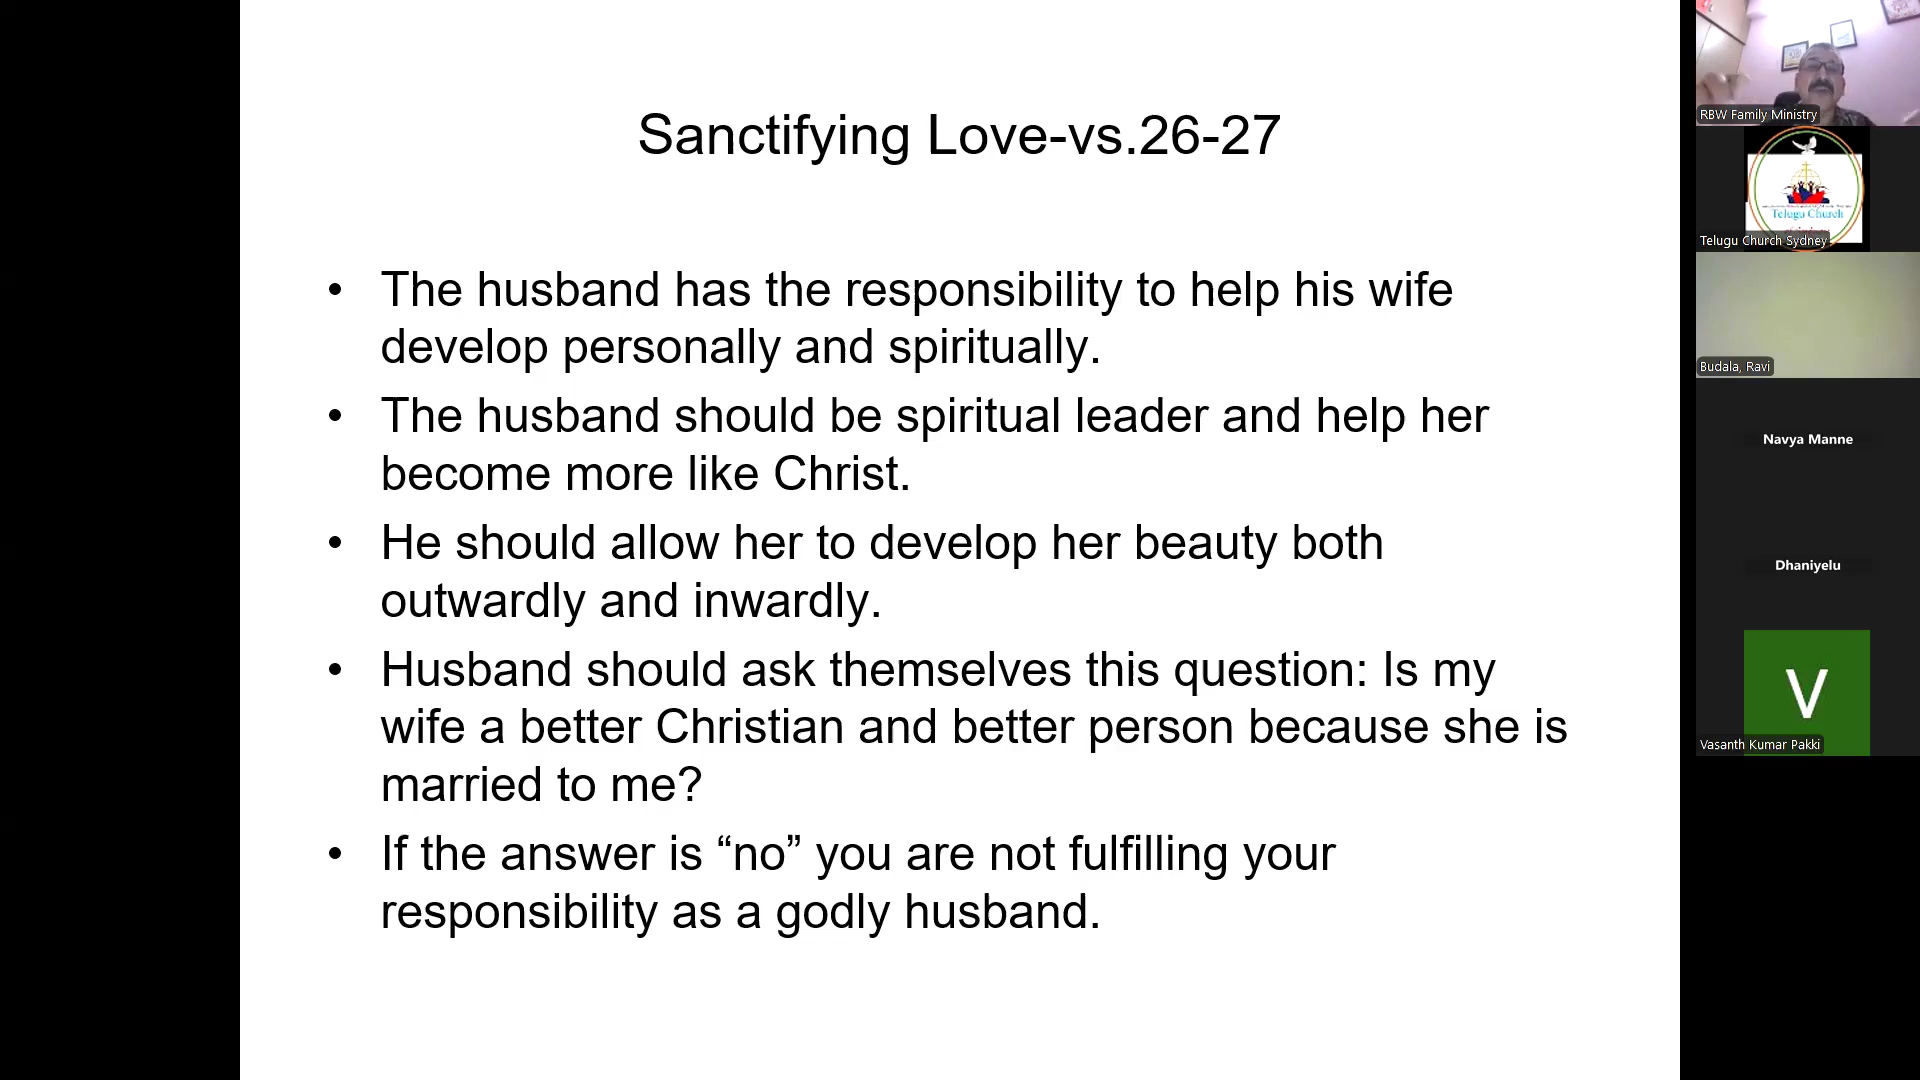 Sanctifying Love-vs.26-27
• The husband has the responsibility to help his wife
develop personally and spiritually.
• The husband should be spiritual leader and help her
become more like Christ.
• He should allow her to develop her beauty both
outwardly and inwardly.
• Husband should ask themselves this question: Is my
wife a better Christian and better person because she is
married to me?
• If the answer is “no” you are not fulfilling your
responsibility as a godly husband.
RBW Family Ministry
Telugu Church
Telugu Church Sydney
Budala, Ravi
Navya Manne
Dhaniyelu
V
Vasanth Kumar Pakki